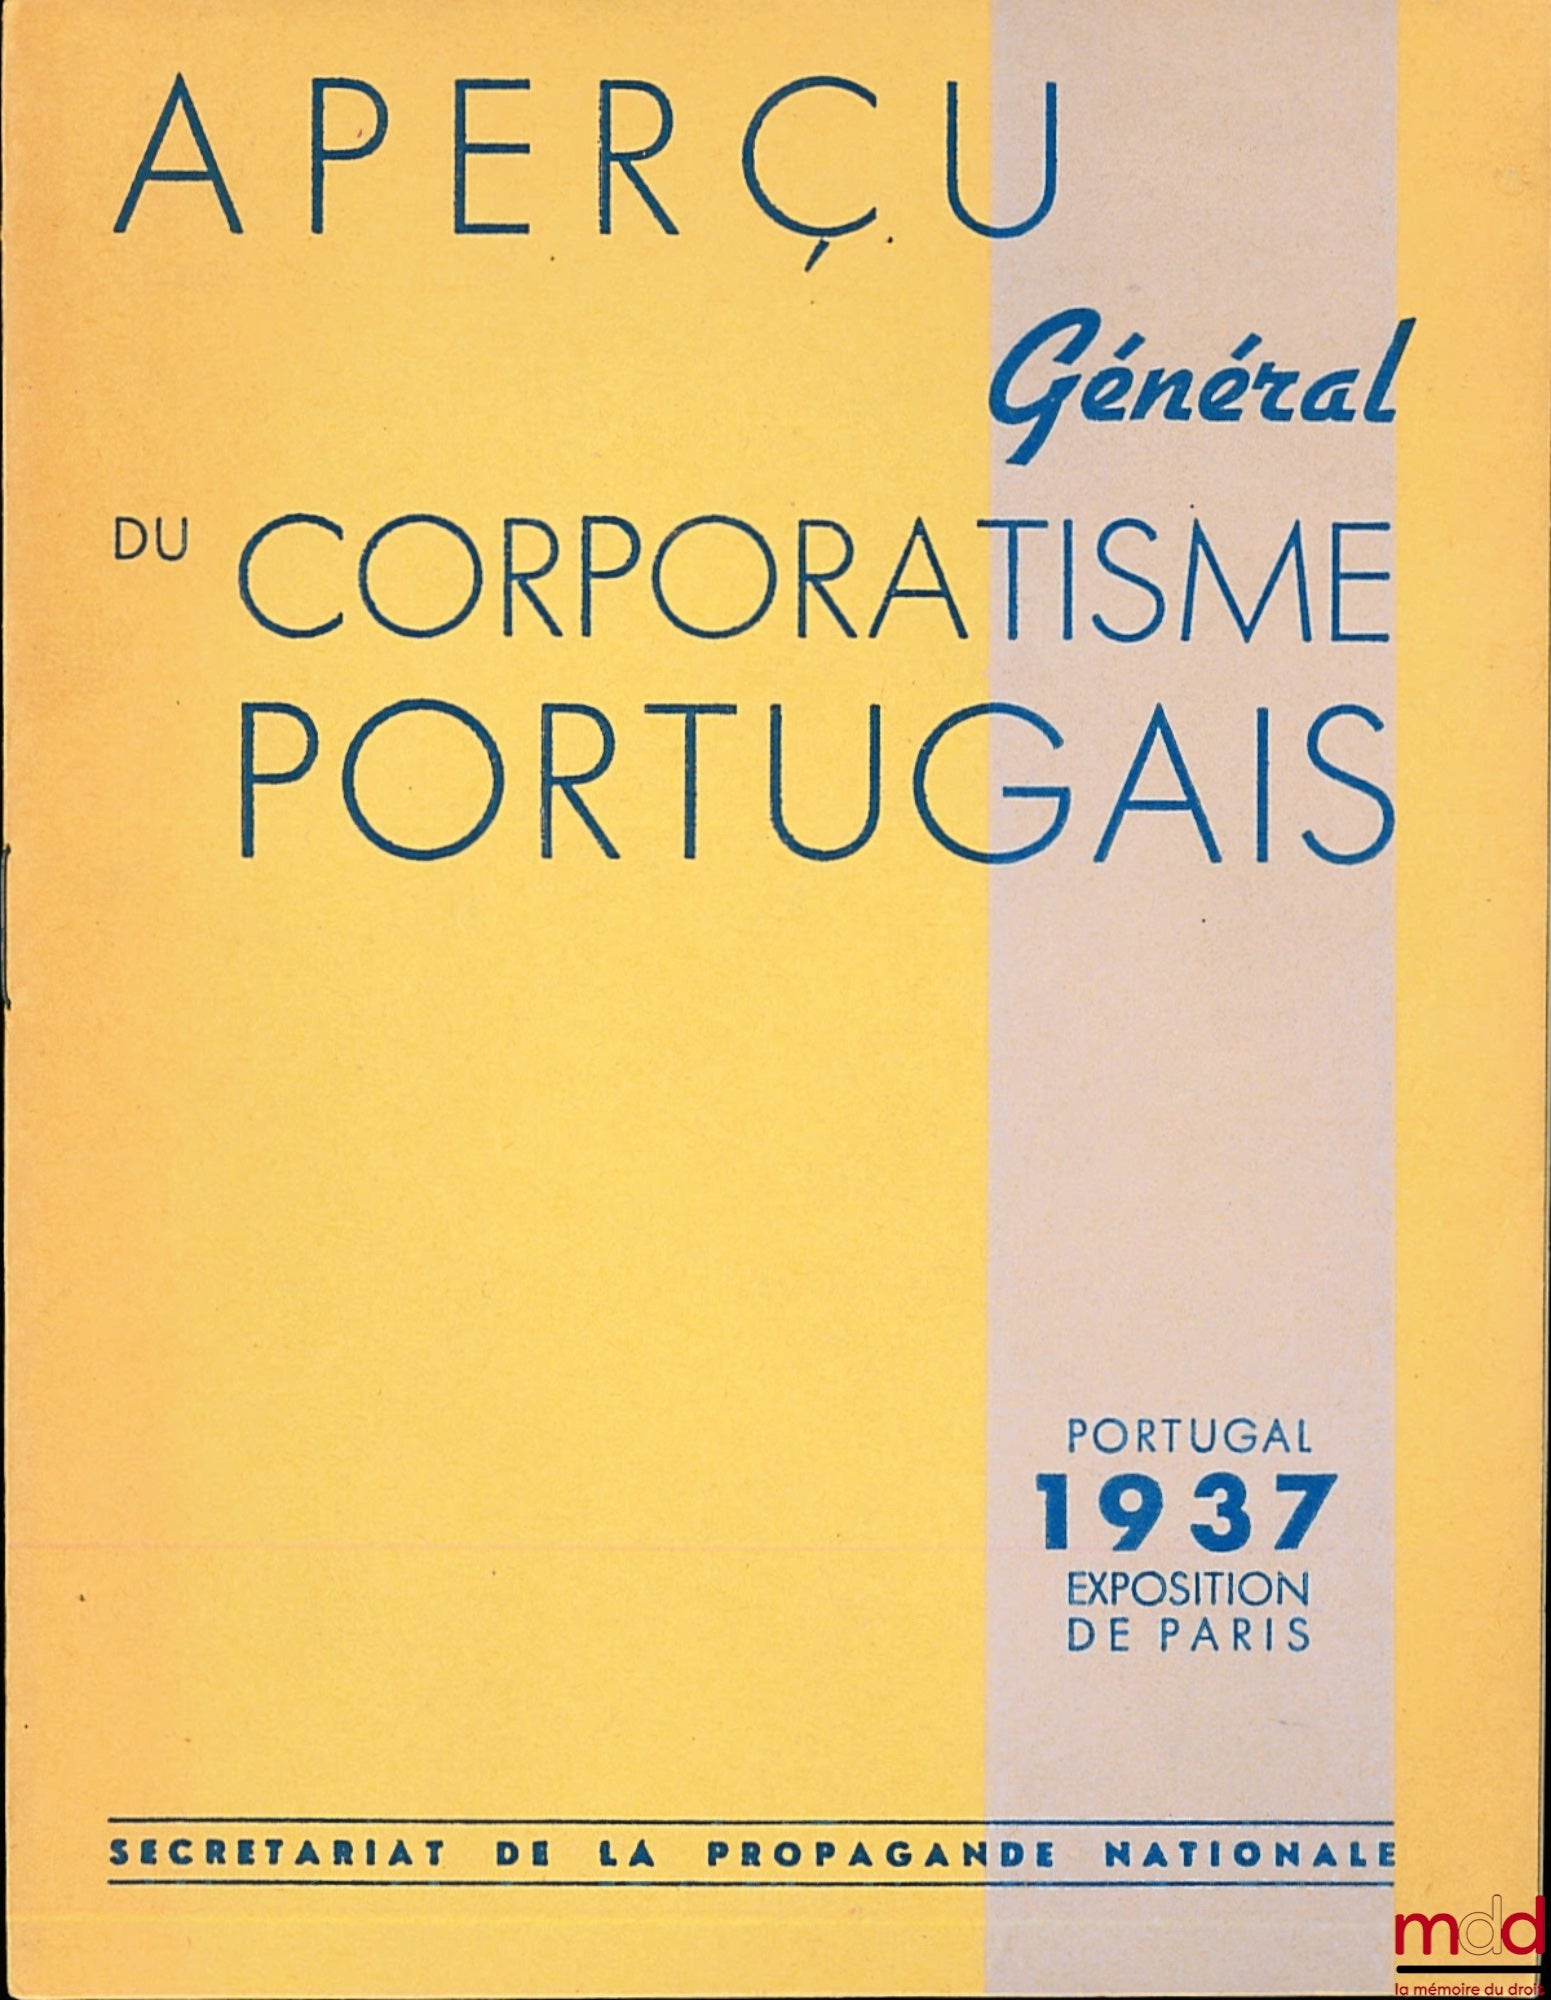 APERÇU
Général
DU CORPORATISME
PORTUGAIS
PORTUGAL
1937
EXPOSITION
DE PARIS
SECRETARIAT DE LA PROPAGANDE NATIONALE
mdd
la mémoire du droit